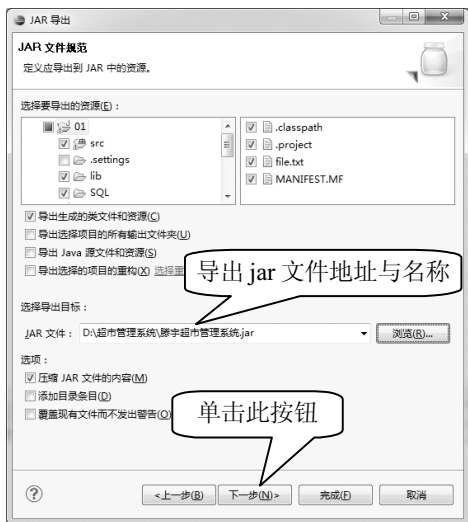 JAR 导出
JAR 文件规范
定义应导出到 JAR 中的资源。
选择要导出的资源(E)：
01
src
.settings
lib
SQL
.classpath
.project
file.txt
MANIFEST.MF
导出生成的类文件和资源(C)
导出选择项目的所有输出文件夹(U)
导出 Java 源文件和资源(S)
导出选择的项目的重构(X) 选择重
导出 jar 文件地址与名称
选择导出目标：
JAR 文件： D:\超市管理系统\滕宇超市管理系统.jar 浏览(R)...
选项：
压缩 JAR 文件的内容(M)
添加目录条目(D)
覆盖现有文件而不发出警告(O)
单击此按钮
<上一步(B) 下一步(N)> 完成(F) 取消